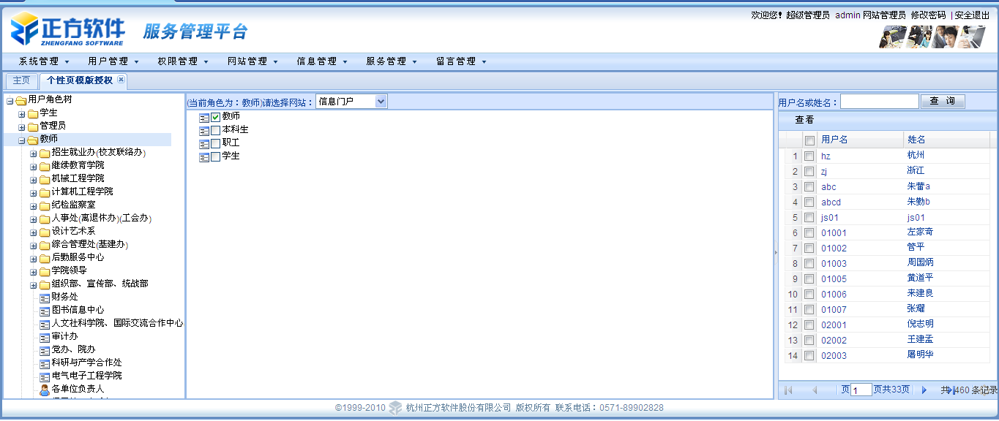 正方软件
ZHENGFANG SOFTWARE
服务管理平台
欢迎您! 超级管理员 admin 网站管理员 修改密码 | 安全退出
系统管理 用户管理 权限管理 网站管理 信息管理 服务管理 留言管理
主页 个性页模版授权
用户角色树
学生
管理员
教师
招生就业办(校友联络办)
继续教育学院
机械工程学院
计算机工程学院
纪检监察室
人事处(离退休办)(工会办)
设计艺术系
综合管理处(基建办)
后勤服务中心
学院领导
组织部、宣传部、统战部
财务处
图书信息中心
人文社科学院、国际交流合作中心
审计办
党办、院办
科研与产学合作处
电气电子工程学院
各单位负责人
(当前角色为：教师)请选择网站： 信息门户
教师
本科生
职工
学生
用户名或姓名： 查 询
查看
用户名 姓名
1 hz 杭州
2 zj 浙江
3 abc 朱蕾a
4 abcd 朱勤b
5 js01 js01
6 01001 左家奇
7 01002 管平
8 01003 周国炳
9 01005 黄道平
10 01006 来建良
11 01007 张耀
12 02001 倪志明
13 02002 王建孟
14 02003 屠明华
页 1 页共33页 共 460 条记录
©1999-2010 杭州正方软件股份有限公司 版权所有 联系电话：0571-89902828